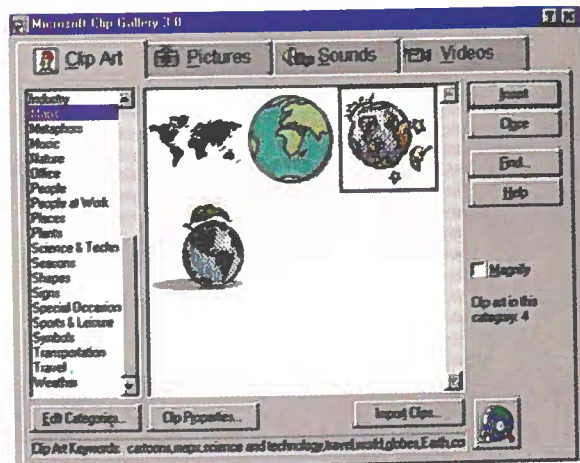 Microsoft Clip Gallery 3.0
Clip Art
Pictures
Sounds
Videos
Industry
Maps
Metaphors
Music
Nature
Office
People
People at Work
Places
Plants
Science & Techn
Seasons
Shapes
Signs
Special Occasion
Sports & Leisure
Symbols
Transportation
Travel
Weather
Insert
Close
Find...
Help
Magnify
Clip art in this
category: 4
Edit Categories...
Clip Properties...
Import Clips...
Clip Art Keywords: cartoons,maps,science and technology,travel,world,globes,Earth,co